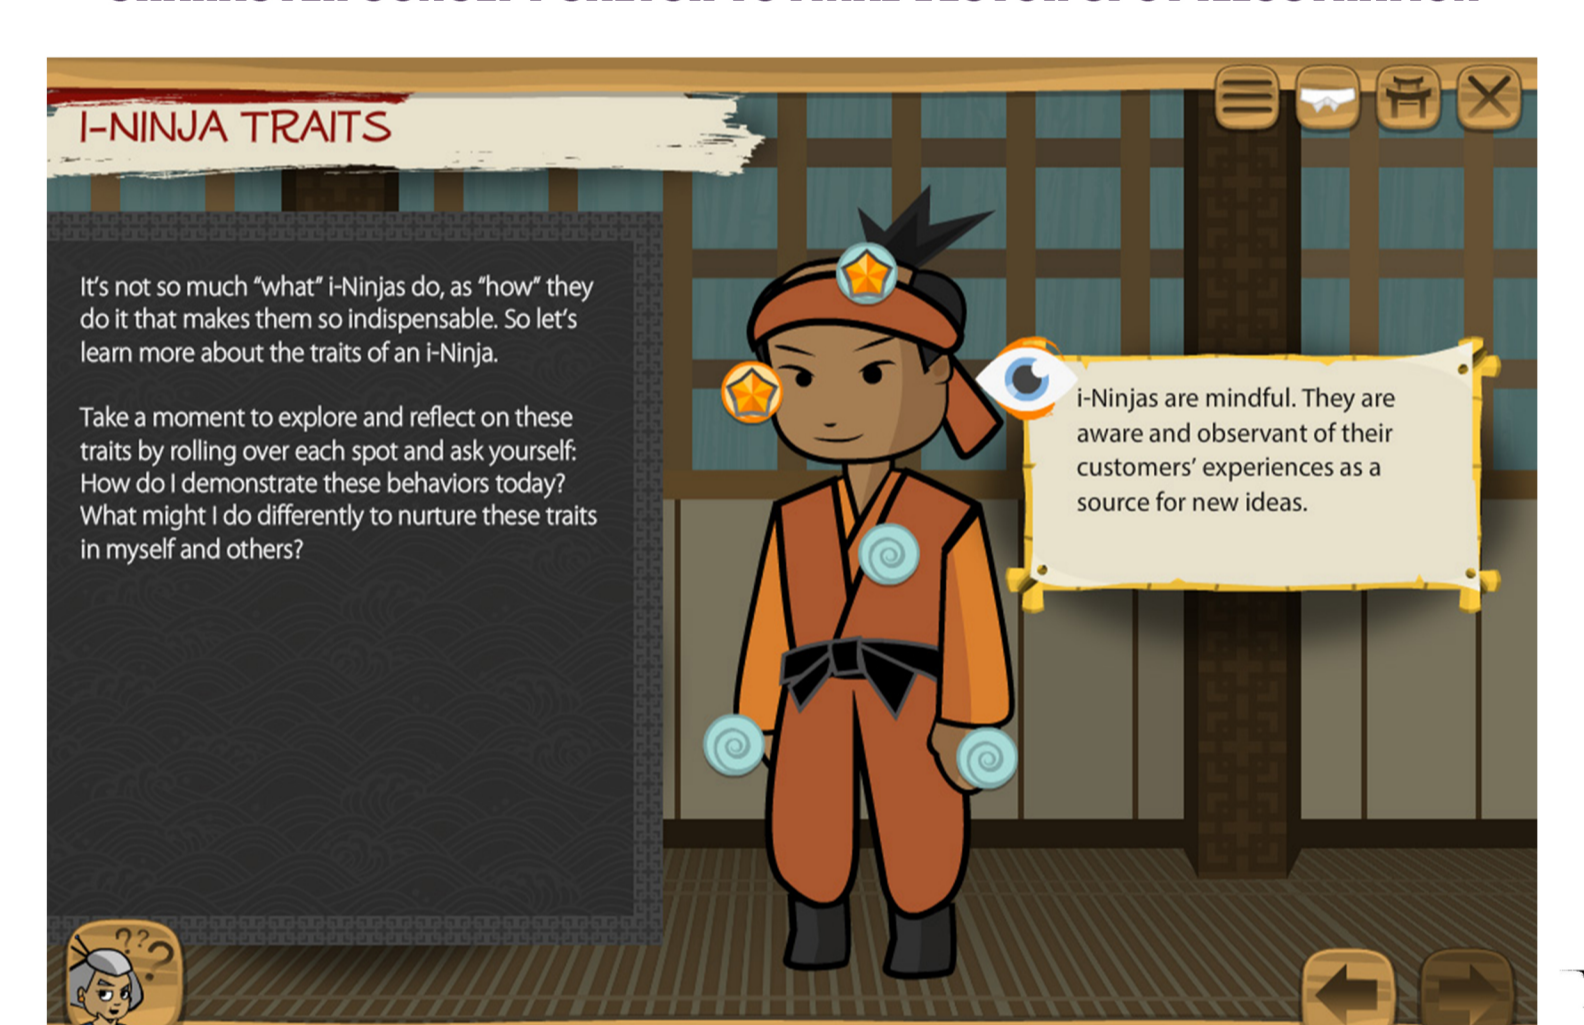 I-NINJA TRAITS
It's not so much "what" i-Ninjas do, as "how" they
do it that makes them so indispensable. So let's
learn more about the traits of an i-Ninja.
Take a moment to explore and reflect on these
traits by rolling over each spot and ask yourself:
How do I demonstrate these behaviors today?
What might I do differently to nurture these traits
in myself and others?
i-Ninjas are mindful. They are
aware and observant of their
customers' experiences as a
source for new ideas.
???